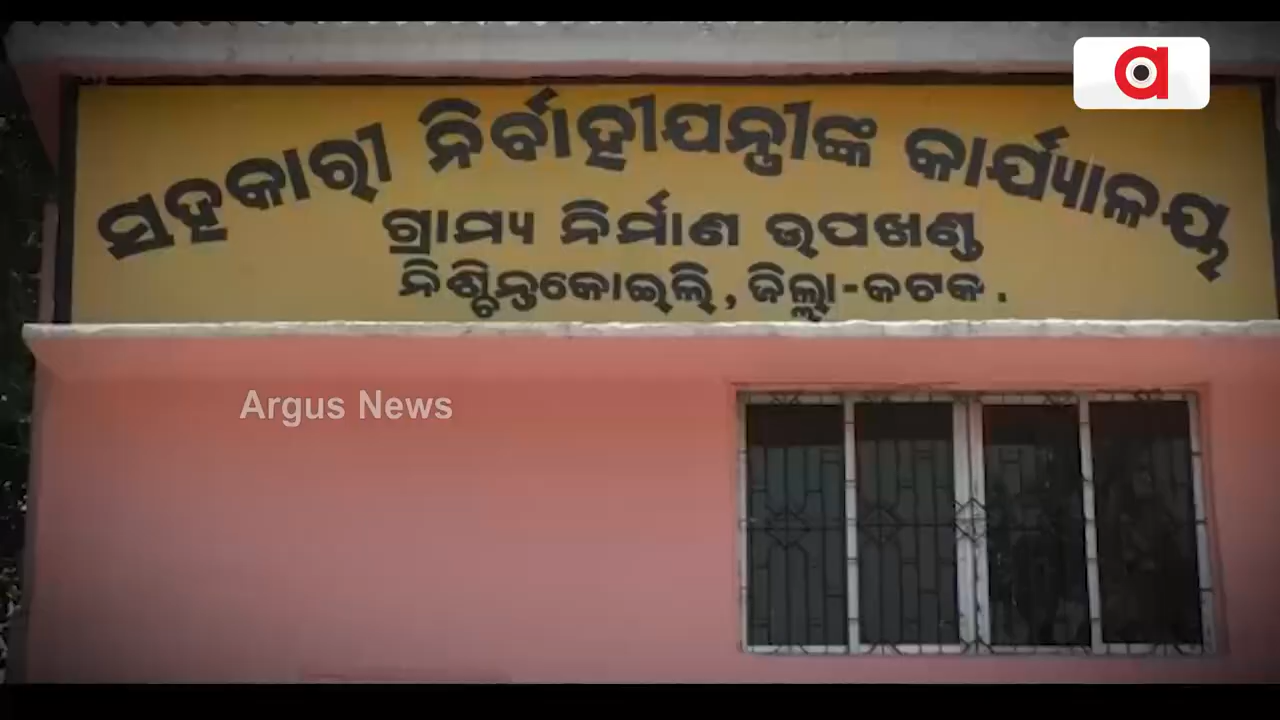 ସହକାରୀ ନିର୍ବାହୀଯନ୍ତ୍ରୀଙ୍କ କାର୍ଯ୍ୟାଳୟ
ଗ୍ରାମ୍ୟ ନିର୍ମାଣ ଉପଖଣ୍ଡ
ନିଶ୍ଚିନ୍ତକୋଇଲି, ଜିଲ୍ଲା-କଟକ.
Argus News